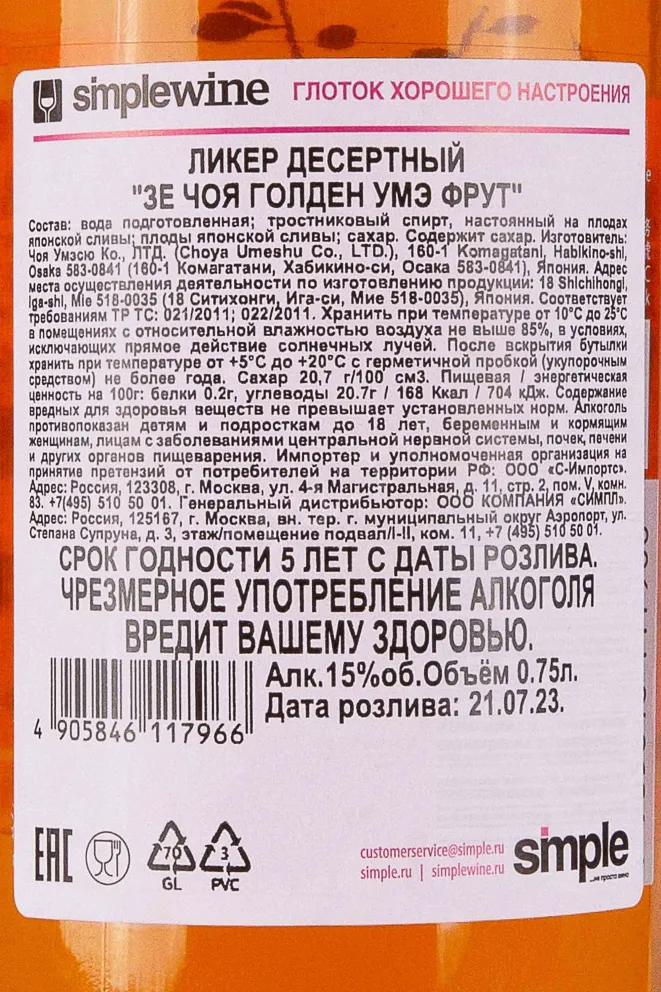 simplewine ГЛОТОК ХОРОШЕГО НАСТРОЕНИЯ
ЛИКЕР ДЕСЕРТНЫЙ
"ЗЕ ЧОЯ ГОЛДЕН УМЭ ФРУТ"
Состав: вода подготовленная; тростниковый спирт, настоянный на плодах
японской сливы; плоды японской сливы; сахар. Содержит сахар. Изготовитель:
Чоя Умэсю Ко., ЛТД. (Choya Umeshu Co., LTD.), 160-1 Komagatani, Habikino-shi,
Osaka 583-0841 (160-1 Комагатани, Хабикино-си, Осака 583-0841), Япония. Адрес
места осуществления деятельности по изготовлению продукции: 18 Shichihongi,
Iga-shi, Mie 518-0035 (18 Ситихонги, Ига-си, Мие 518-0035), Япония. Соответствует
требованиям ТР ТС: 021/2011; 022/2011. Хранить при температуре от 10°C до 25°C
в помещениях с относительной влажностью воздуха не выше 85%, в условиях,
исключающих прямое действие солнечных лучей. После вскрытия бутылки
хранить при температуре от +5°C до +20°C с герметичной пробкой (укупорочным
средством) не более года. Сахар 20,7 г/100 см3. Пищевая / энергетическая
ценность на 100г: белки 0.2г, углеводы 20.7г / 168 Ккал / 704 кДж. Содержание
вредных для здоровья веществ не превышает установленных норм. Алкоголь
противопоказан детям и подросткам до 18 лет, беременным и кормящим
женщинам, лицам с заболеваниями центральной нервной системы, почек, печени
и других органов пищеварения. Импортер и уполномоченная организация на
принятие претензий от потребителей на территории РФ: ООО «С-Импортс».
Адрес: Россия, 123308, г. Москва, ул. 4-я Магистральная, д. 11, стр. 2, пом. V, комн.
83. +7(495) 510 50 01. Генеральный дистрибьютор: ООО КОМПАНИЯ «СИМПЛ».
Адрес: Россия, 125167, г. Москва, вн. тер. г. муниципальный округ Аэропорт, ул.
Степана Супруна, д. 3, этаж/помещение подвал/I-II, ком. 11, +7 (495) 510 50 01.
СРОК ГОДНОСТИ 5 ЛЕТ С ДАТЫ РОЗЛИВА.
ЧРЕЗМЕРНОЕ УПОТРЕБЛЕНИЕ АЛКОГОЛЯ
ВРЕДИТ ВАШЕМУ ЗДОРОВЬЮ.
Алк.15%об.Объём 0.75л.
Дата розлива: 21.07.23.
4 905846 117966
EAC 70 GL 3 PVC
customerservice@simple.ru
simple.ru | simplewine.ru
simple
...не просто вино